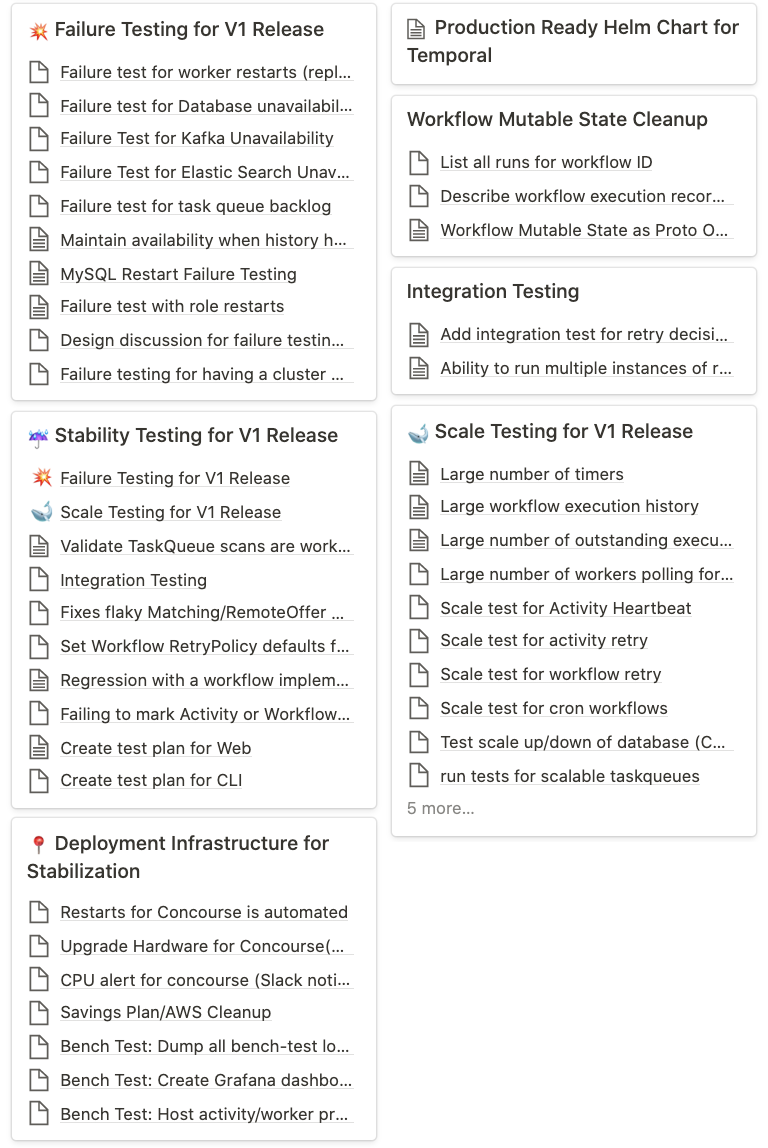 Failure Testing for V1 Release
Failure test for worker restarts (repl...
Failure test for Database unavailabil...
Failure Test for Kafka Unavailability
Failure Test for Elastic Search Unav...
Failure test for task queue backlog
Maintain availability when history h...
MySQL Restart Failure Testing
Failure test with role restarts
Design discussion for failure testin...
Failure testing for having a cluster ...
Stability Testing for V1 Release
Failure Testing for V1 Release
Scale Testing for V1 Release
Validate TaskQueue scans are work...
Integration Testing
Fixes flaky Matching/RemoteOffer ...
Set Workflow RetryPolicy defaults f...
Regression with a workflow implem...
Failing to mark Activity or Workflow...
Create test plan for Web
Create test plan for CLI
Deployment Infrastructure for
Stabilization
Restarts for Concourse is automated
Upgrade Hardware for Concourse(...
CPU alert for concourse (Slack noti...
Savings Plan/AWS Cleanup
Bench Test: Dump all bench-test lo...
Bench Test: Create Grafana dashbo...
Bench Test: Host activity/worker pr...
Production Ready Helm Chart for
Temporal
Workflow Mutable State Cleanup
List all runs for workflow ID
Describe workflow execution recor...
Workflow Mutable State as Proto O...
Integration Testing
Add integration test for retry decisi...
Ability to run multiple instances of r...
Scale Testing for V1 Release
Large number of timers
Large workflow execution history
Large number of outstanding execu...
Large number of workers polling for...
Scale test for Activity Heartbeat
Scale test for activity retry
Scale test for workflow retry
Scale test for cron workflows
Test scale up/down of database (C...
run tests for scalable taskqueues
5 more...